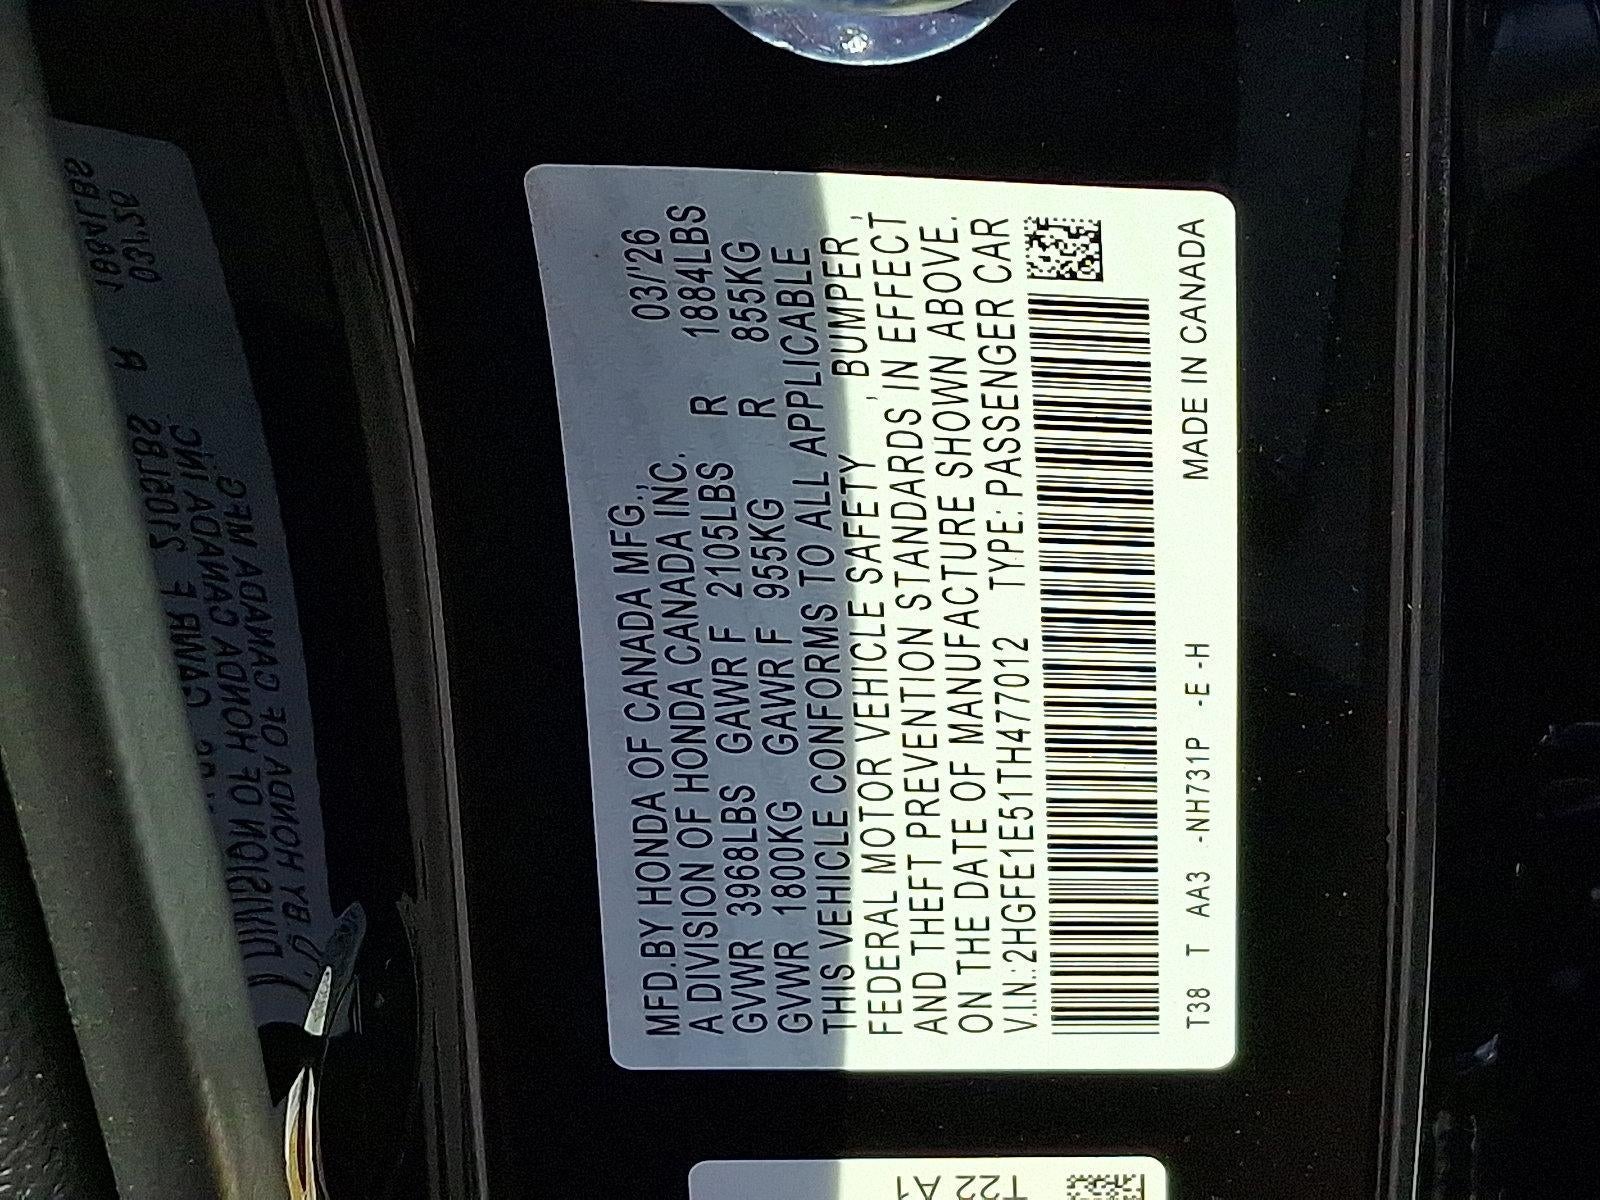 MFD.BY HONDA OF CANADA MFG.,
A DIVISION OF HONDA CANADA INC. 03/'26
GVWR 3968LBS GAWR F 2105LBS R 1884LBS
GVWR 1800KG GAWR F 955KG R 855KG
THIS VEHICLE CONFORMS TO ALL APPLICABLE
FEDERAL MOTOR VEHICLE SAFETY , BUMPER ,
AND THEFT PREVENTION STANDARDS IN EFFECT
ON THE DATE OF MANUFACTURE SHOWN ABOVE.
V.I.N.:2HGFE1E51TH477012 TYPE: PASSENGER CAR
T38 T AA3 -NH731P -E -H MADE IN CANADA
T22 A1